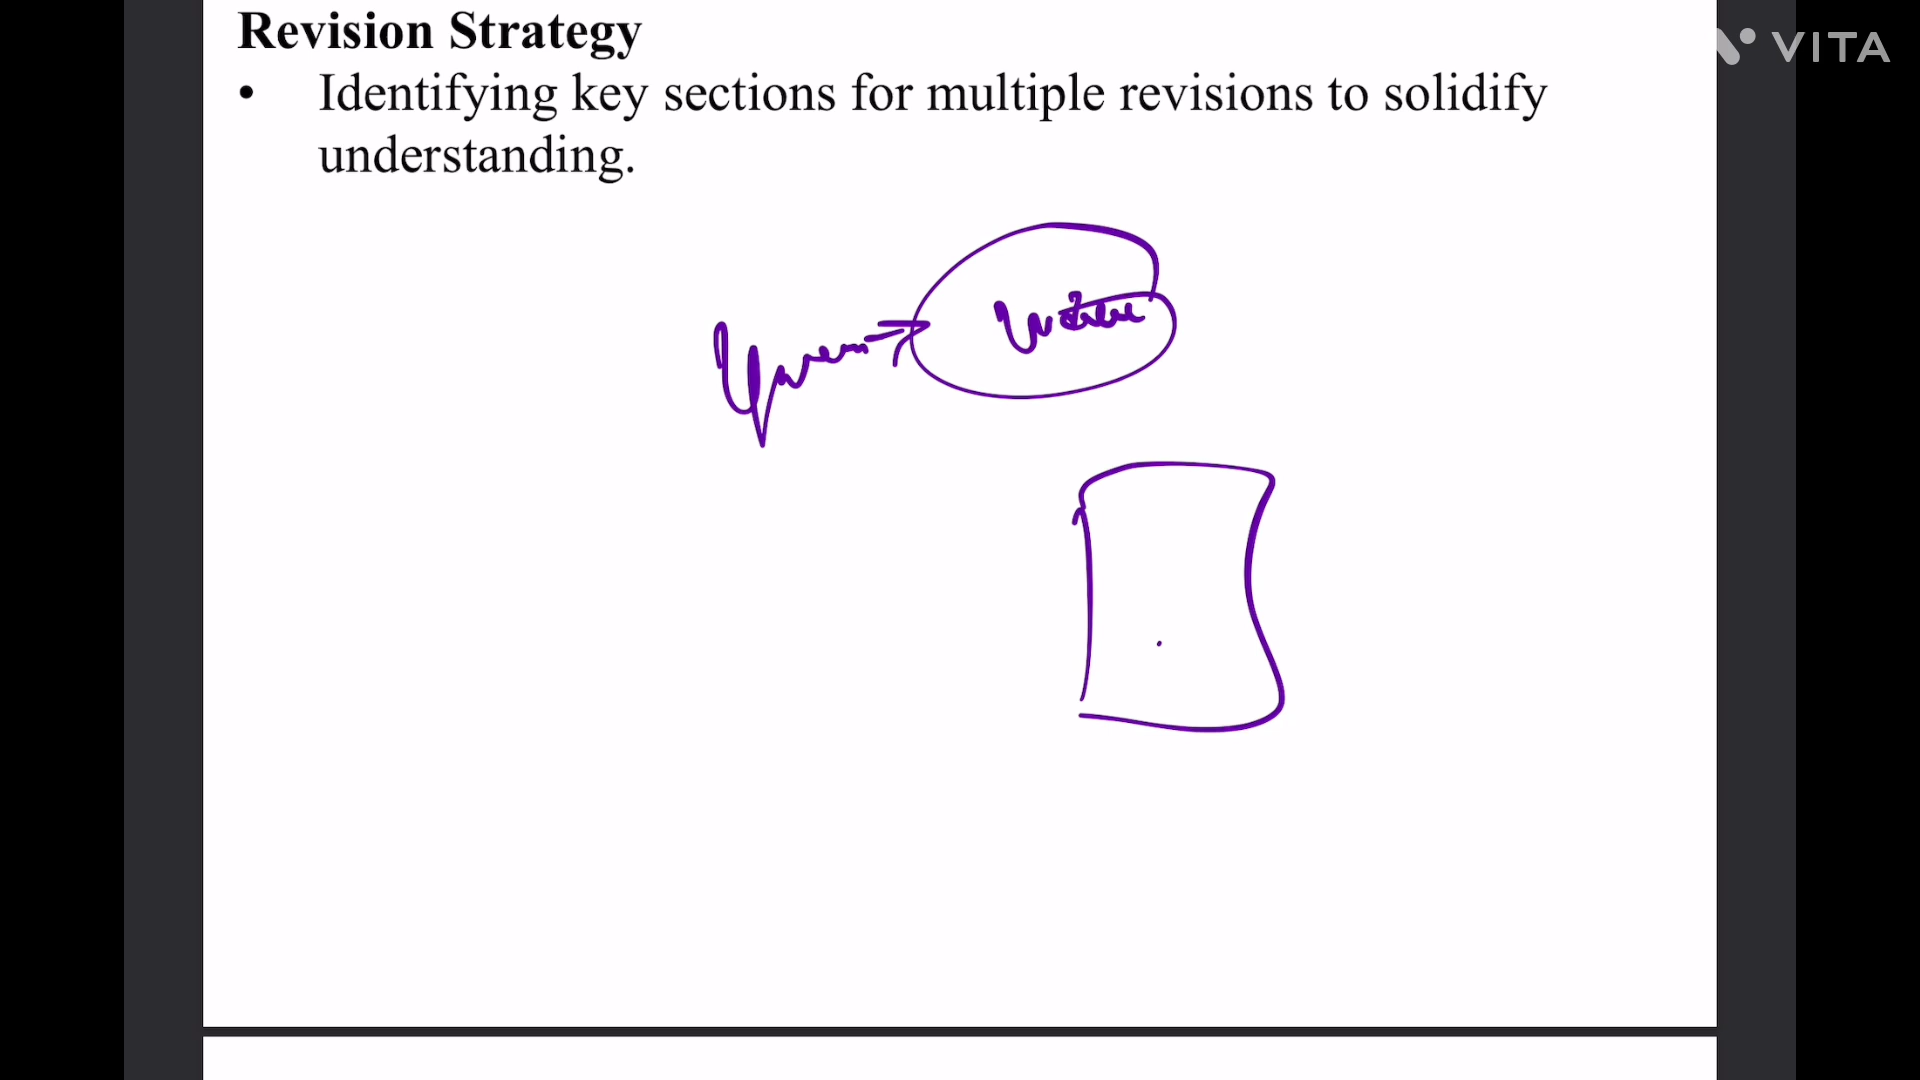 Revision Strategy
• Identifying key sections for multiple revisions to solidify
understanding.
VITA